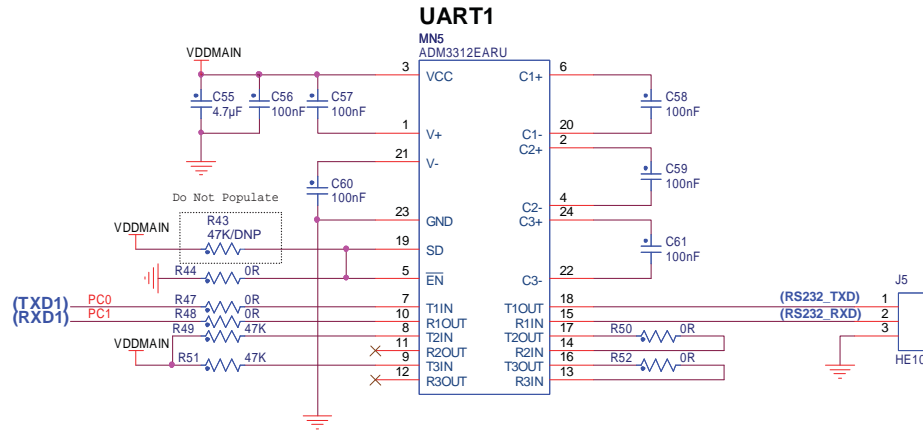 UART1
MN5
ADM3312EARU
VDDMAIN
3 VCC C1+ 6
C55
4.7µF
C56
100nF
C57
100nF
C58
100nF
1 V+ C1- 20
C2+ 2
21 V-
C60
100nF
C59
100nF
Do Not Populate
C2- 4
23 GND C3+ 24
R43
47K/DNP
VDDMAIN
19 SD
C61
100nF
R44 0R
5 EN C3- 22
J5
(TXD1) PC0 R47 0R 7 T1IN T1OUT 18 (RS232_TXD) 1
(RXD1) PC1 R48 0R 10 R1OUT R1IN 15 (RS232_RXD) 2
R49 47K 8 T2IN T2OUT 17 R50 0R 3
VDDMAIN
11 R2OUT R2IN 14
R51 47K 9 T3IN T3OUT 16 R52 0R
12 R3OUT R3IN 13
HE10